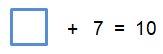 + 7 = 10